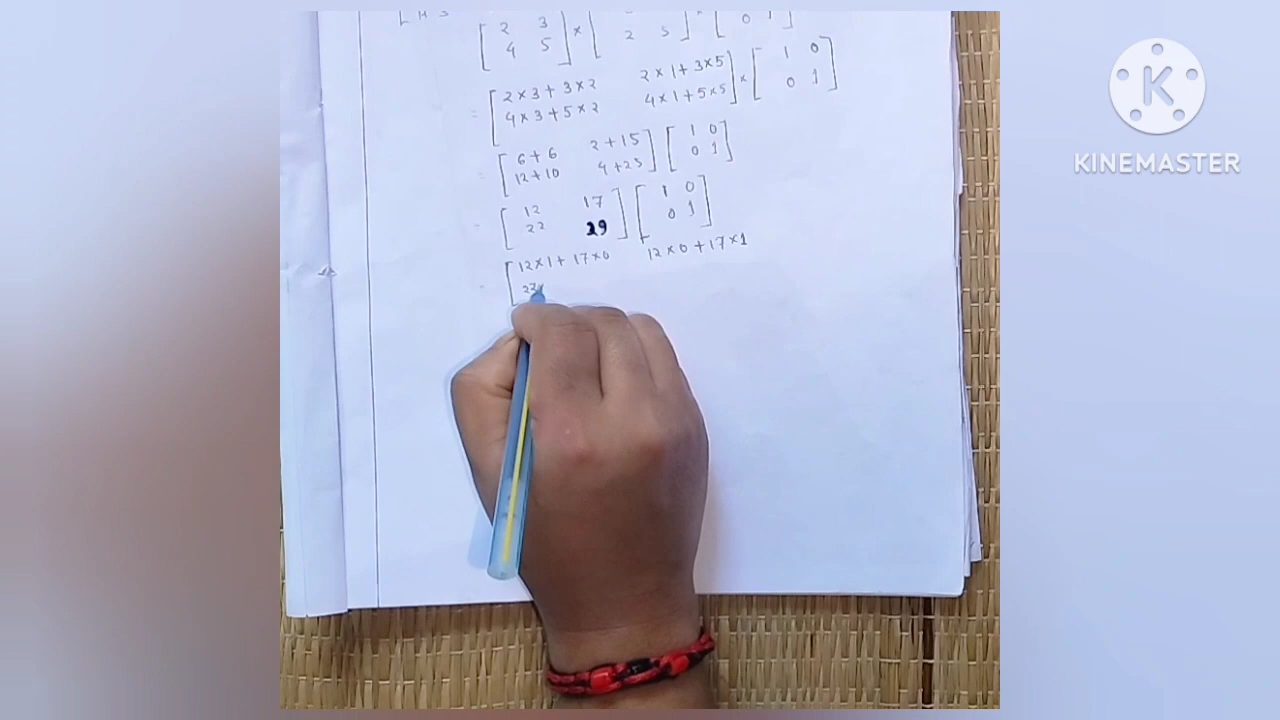 L H S
[ 2 3 ] × [ ] × [ ]
[ 4 5 ] [ 2 5 ] [ 0 1 ]
= [ 2×3+3×2 2×1+3×5 ] × [ 1 0 ]
[ 4×3+5×2 4×1+5×5 ] [ 0 1 ]
= [ 6+6 2+15 ] [ 1 0 ]
[ 12+10 4+25 ] [ 0 1 ]
= [ 12 17 ] [ 1 0 ]
[ 22 29 ] [ 0 1 ]
= [ 12×1+17×0 12×0+17×1
KINEMASTER